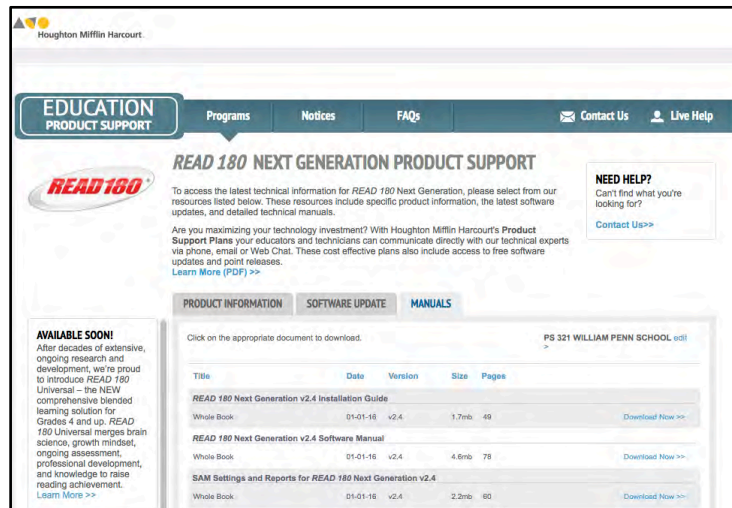 Houghton Mifflin Harcourt
EDUCATION
PRODUCT SUPPORT
Programs
Notices
FAQs
Contact Us
Live Help
READ 180
READ 180 NEXT GENERATION PRODUCT SUPPORT
To access the latest technical information for READ 180 Next Generation, please select from our
resources listed below. These resources include specific product information, the latest software
updates, and detailed technical manuals.
Are you maximizing your technology investment? With Houghton Mifflin Harcourt's Product
Support Plans your educators and technicians can communicate directly with our technical experts
via phone, email or Web Chat. These cost effective plans also include access to free software
updates and point releases.
Learn More (PDF) >>
NEED HELP?
Can't find what you're
looking for?
Contact Us>>
PRODUCT INFORMATION
SOFTWARE UPDATE
MANUALS
AVAILABLE SOON!
After decades of extensive,
ongoing research and
development, we're proud
to introduce READ 180
Universal – the NEW
comprehensive blended
learning solution for
Grades 4 and up. READ
180 Universal merges brain
science, growth mindset,
ongoing assessment,
professional development,
and knowledge to raise
reading achievement.
Learn More >>
Click on the appropriate document to download.
PS 321 WILLIAM PENN SCHOOL edit
>
Title Date Version Size Pages
READ 180 Next Generation v2.4 Installation Guide
Whole Book 01-01-16 v2.4 1.7mb 49 Download Now >>
READ 180 Next Generation v2.4 Software Manual
Whole Book 01-01-16 v2.4 4.6mb 78 Download Now >>
SAM Settings and Reports for READ 180 Next Generation v2.4
Whole Book 01-01-16 v2.4 2.2mb 60 Download Now >>